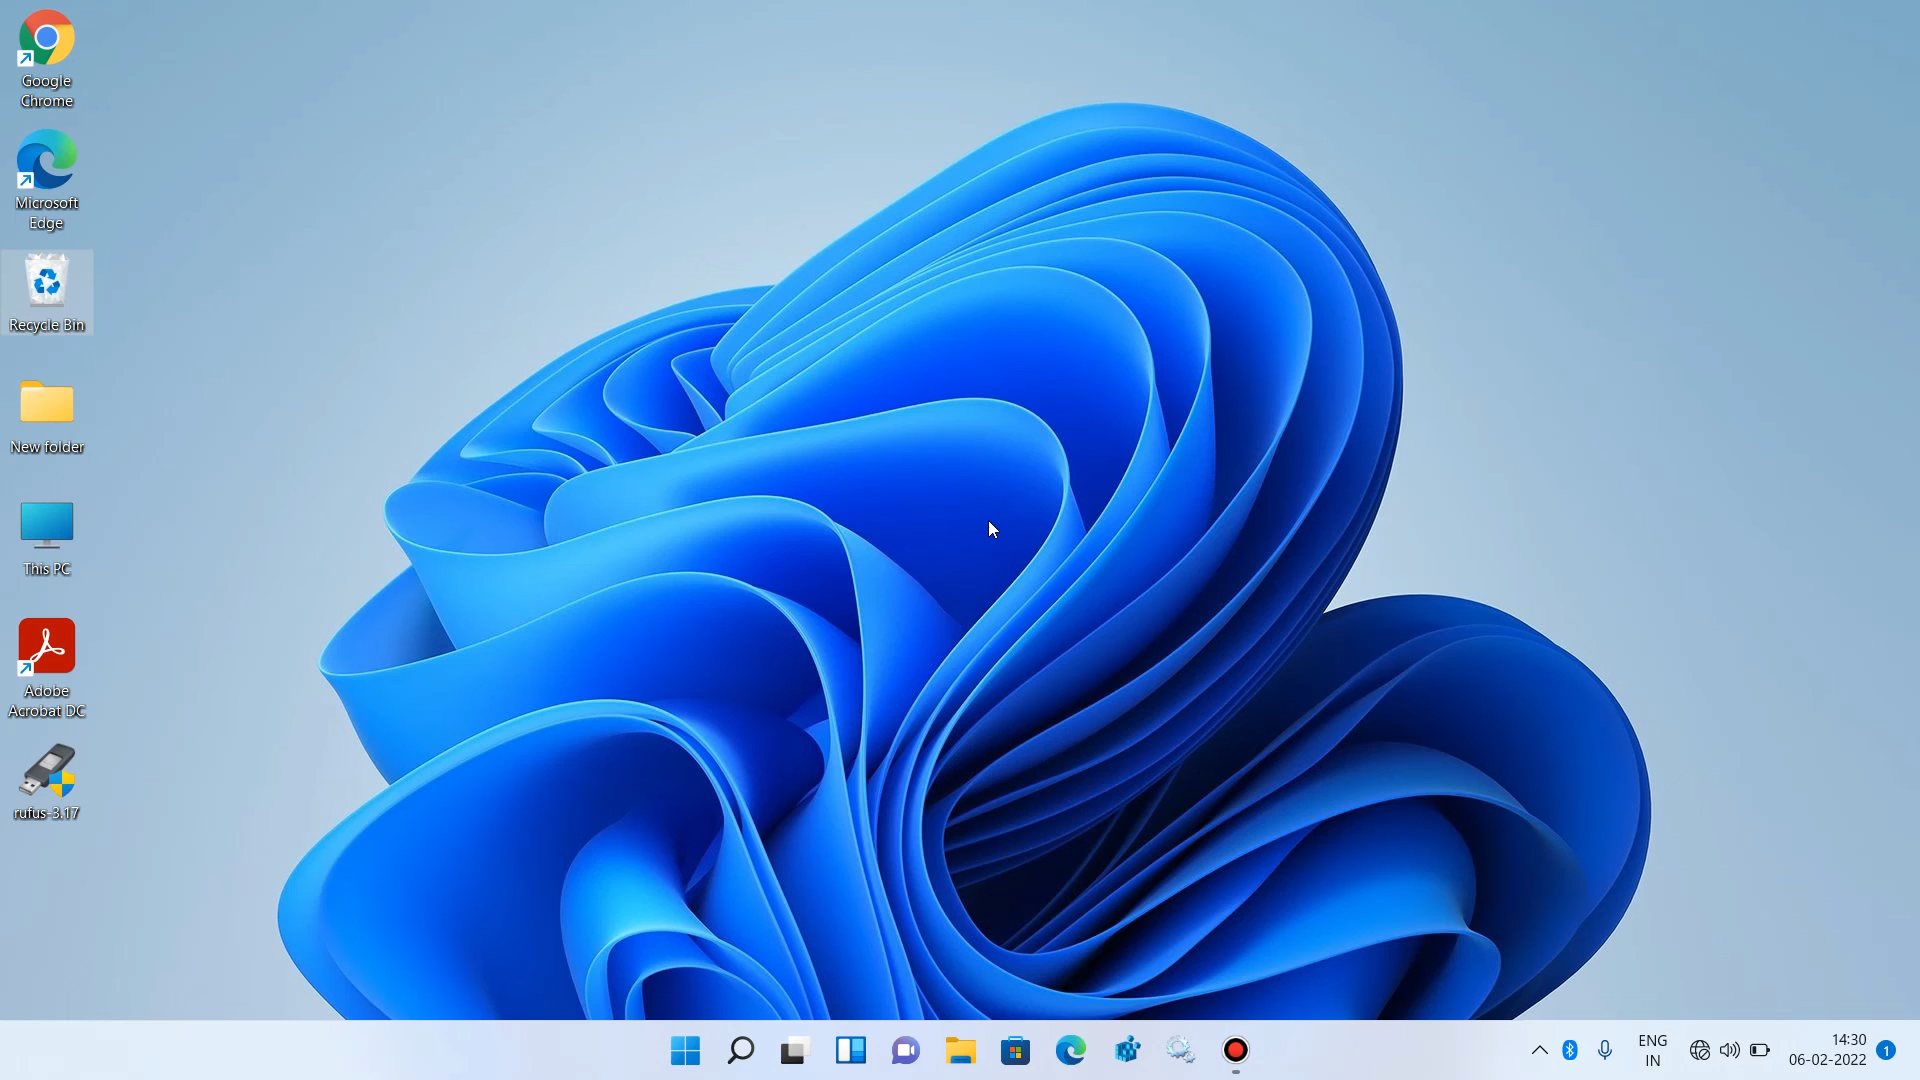 Google
Chrome
Microsoft
Edge
Recycle Bin
New folder
This PC
Adobe
Acrobat DC
rufus-3.17
ENG
IN
14:30
06-02-2022
1